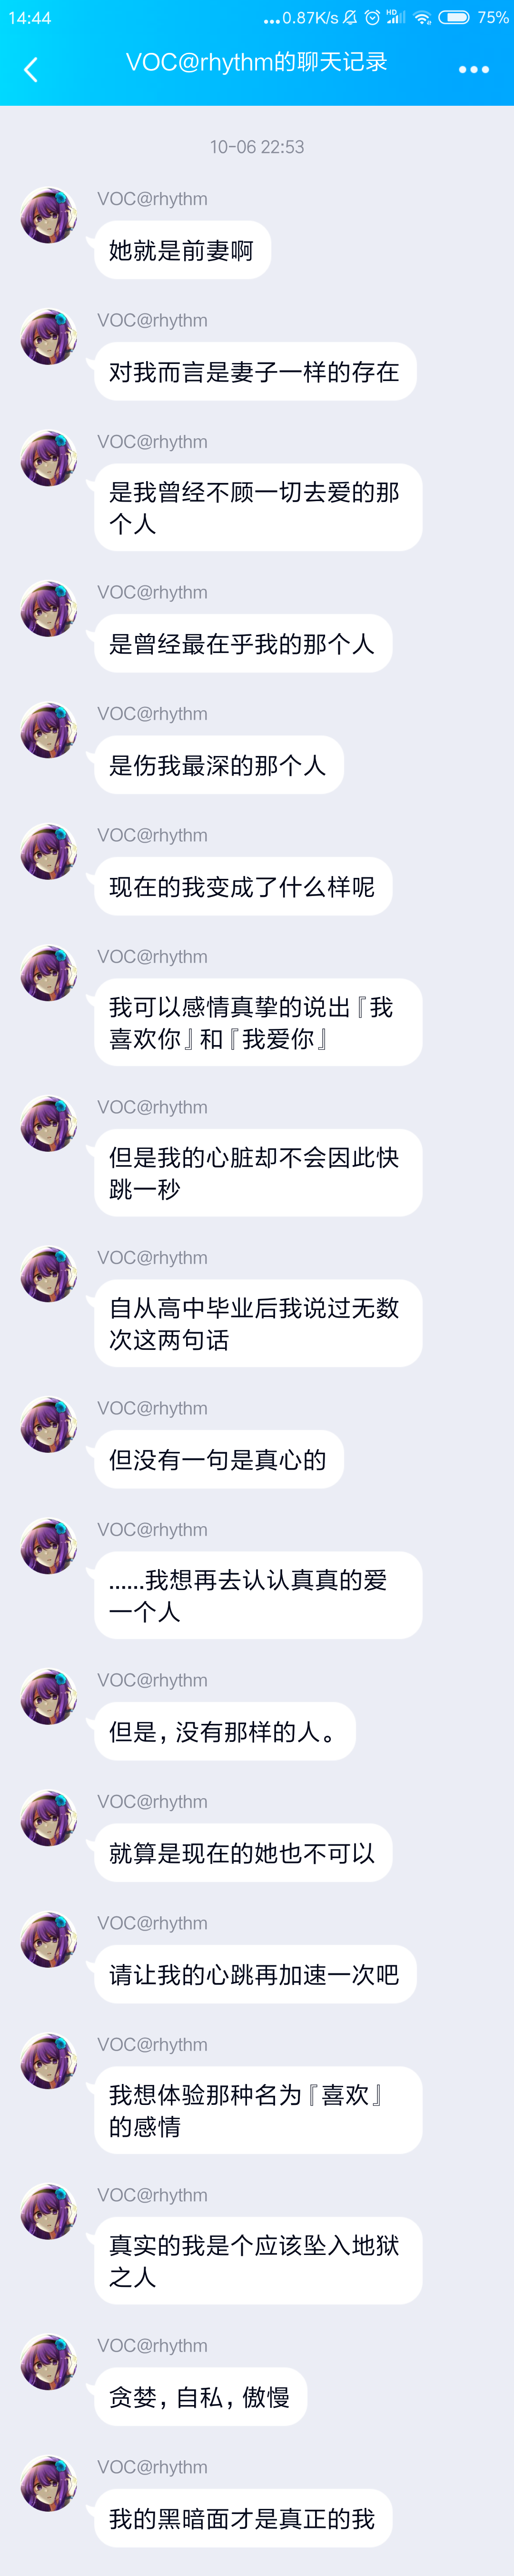 14:44
...0.87K/s HD 75%
VOC@rhythm的聊天记录
10-06 22:53
VOC@rhythm
她就是前妻啊
VOC@rhythm
对我而言是妻子一样的存在
VOC@rhythm
是我曾经不顾一切去爱的那
个人
VOC@rhythm
是曾经最在乎我的那个人
VOC@rhythm
是伤我最深的那个人
VOC@rhythm
现在的我变成了什么样呢
VOC@rhythm
我可以感情真挚的说出『我
喜欢你』和『我爱你』
VOC@rhythm
但是我的心脏却不会因此快
跳一秒
VOC@rhythm
自从高中毕业后我说过无数
次这两句话
VOC@rhythm
但没有一句是真心的
VOC@rhythm
......我想再去认认真真的爱
一个人
VOC@rhythm
但是，没有那样的人。
VOC@rhythm
就算是现在的她也不可以
VOC@rhythm
请让我的心跳再加速一次吧
VOC@rhythm
我想体验那种名为『喜欢』
的感情
VOC@rhythm
真实的我是个应该坠入地狱
之人
VOC@rhythm
贪婪，自私，傲慢
VOC@rhythm
我的黑暗面才是真正的我